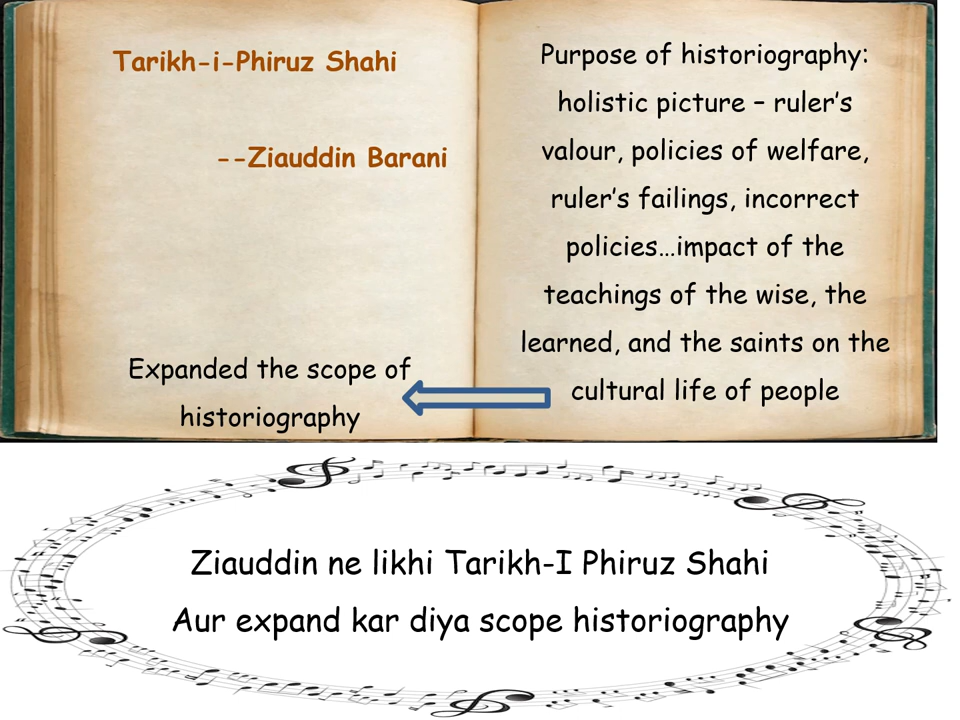 Tarikh-i-Phiruz Shahi
--Ziauddin Barani
Expanded the scope of
historiography
Purpose of historiography:
holistic picture – ruler’s
valour, policies of welfare,
ruler’s failings, incorrect
policies…impact of the
teachings of the wise, the
learned, and the saints on the
cultural life of people
Ziauddin ne likhi Tarikh-I Phiruz Shahi
Aur expand kar diya scope historiography